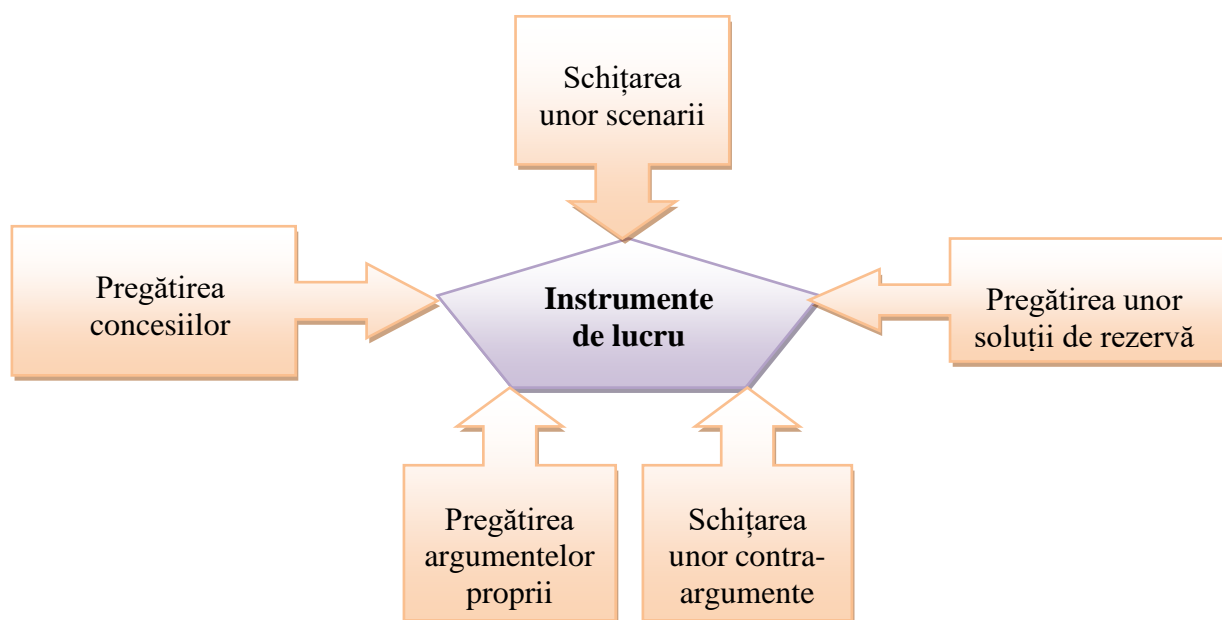 Schițarea
unor scenarii
Pregătirea
concesiilor
Instrumente
de lucru
Pregătirea unor
soluții de rezervă
Pregătirea
argumentelor
proprii
Schițarea
unor contra-
argumente